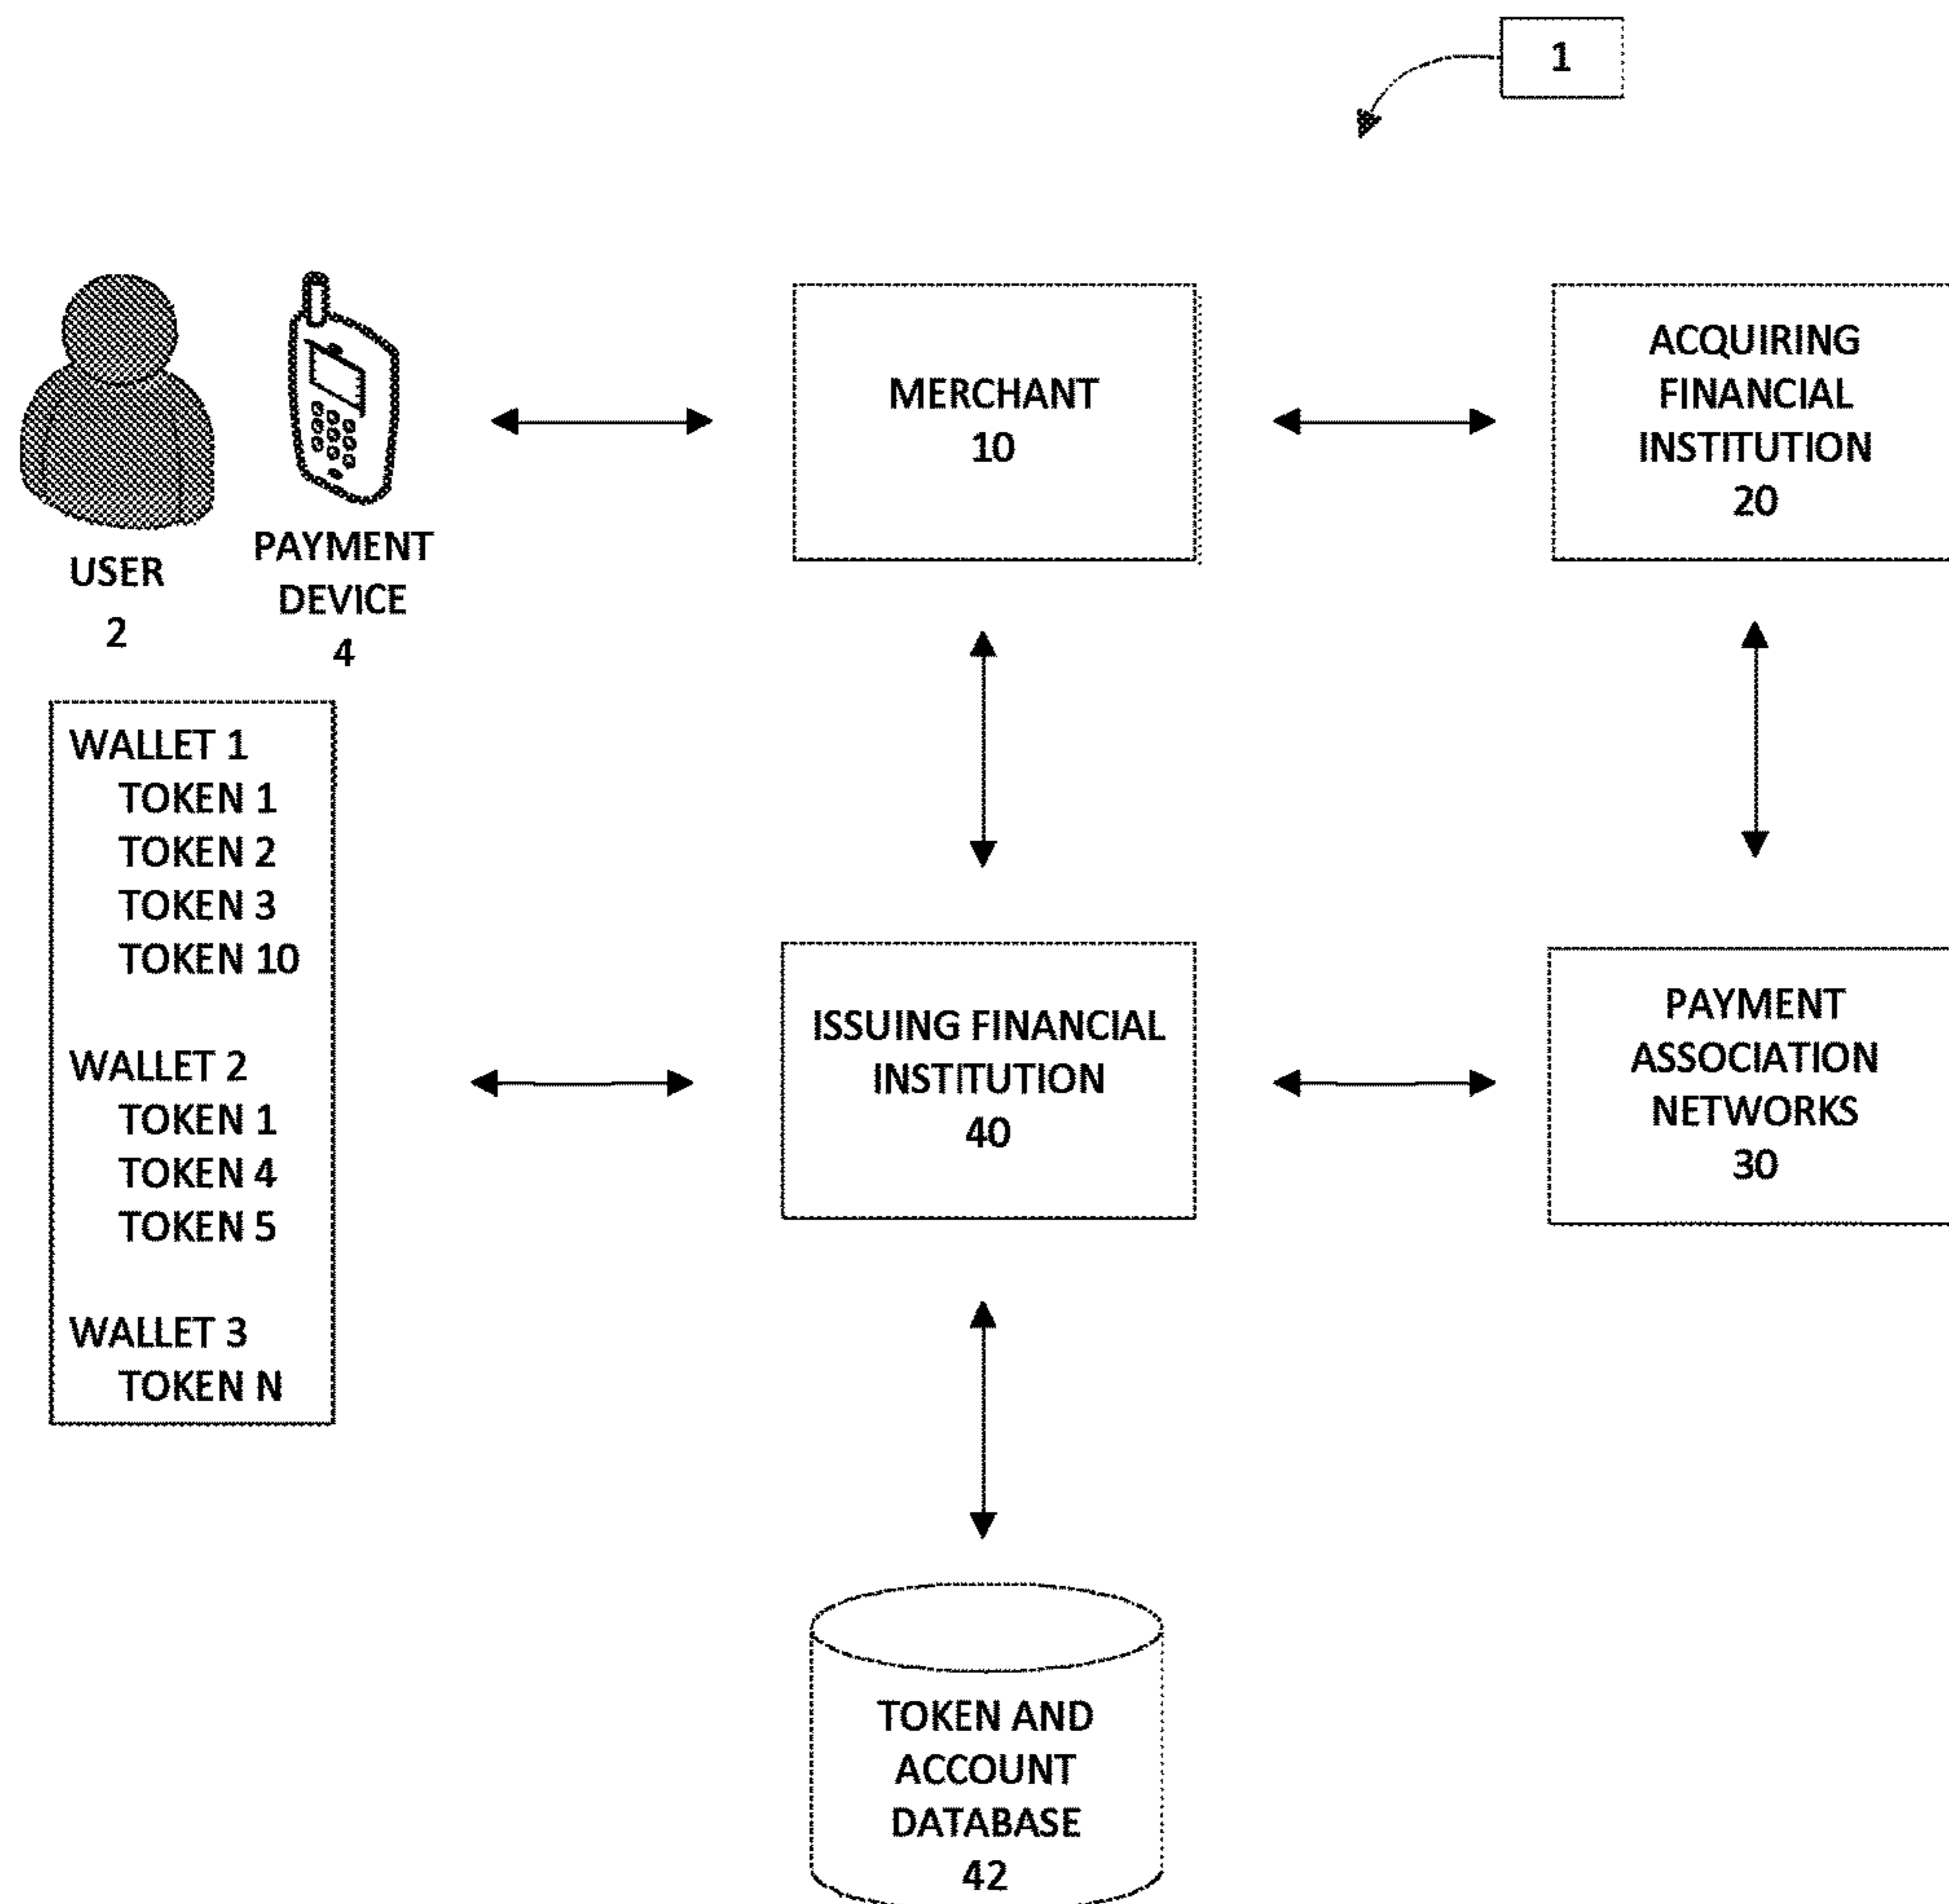 1
MERCHANT
10
ACQUIRING
FINANCIAL
INSTITUTION
20
USER
2
PAYMENT
DEVICE
4
WALLET 1
TOKEN 1
TOKEN 2
TOKEN 3
TOKEN 10
WALLET 2
TOKEN 1
TOKEN 4
TOKEN 5
WALLET 3
TOKEN N
ISSUING FINANCIAL
INSTITUTION
40
PAYMENT
ASSOCIATION
NETWORKS
30
TOKEN AND
ACCOUNT
DATABASE
42